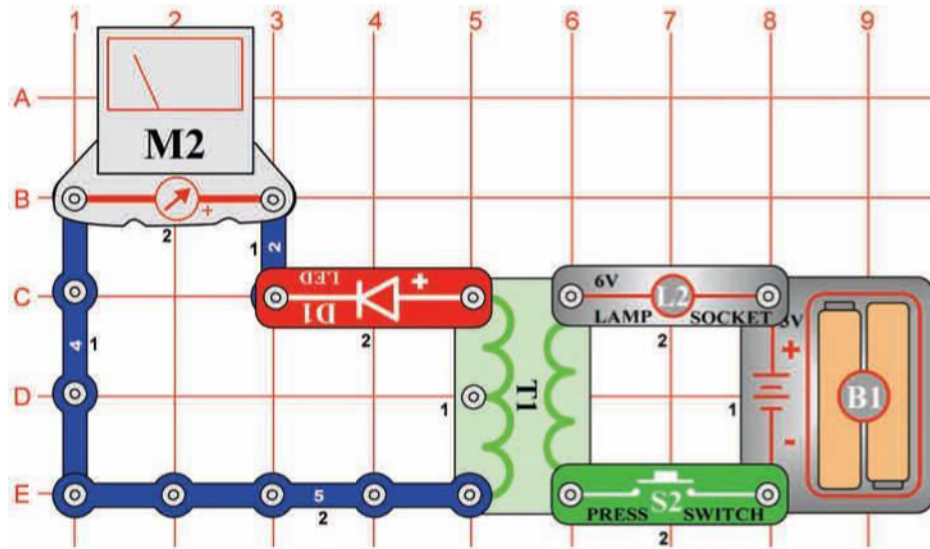 1 2 3 4 5 6 7 8 9
A
M2
B
+
2
1
2
C
LED
D1
+
2
6V
L2
LAMP SOCKET
2
3V
4
1
D
1
T1
1
+
B1
-
E
5
2
S2
PRESS SWITCH
2